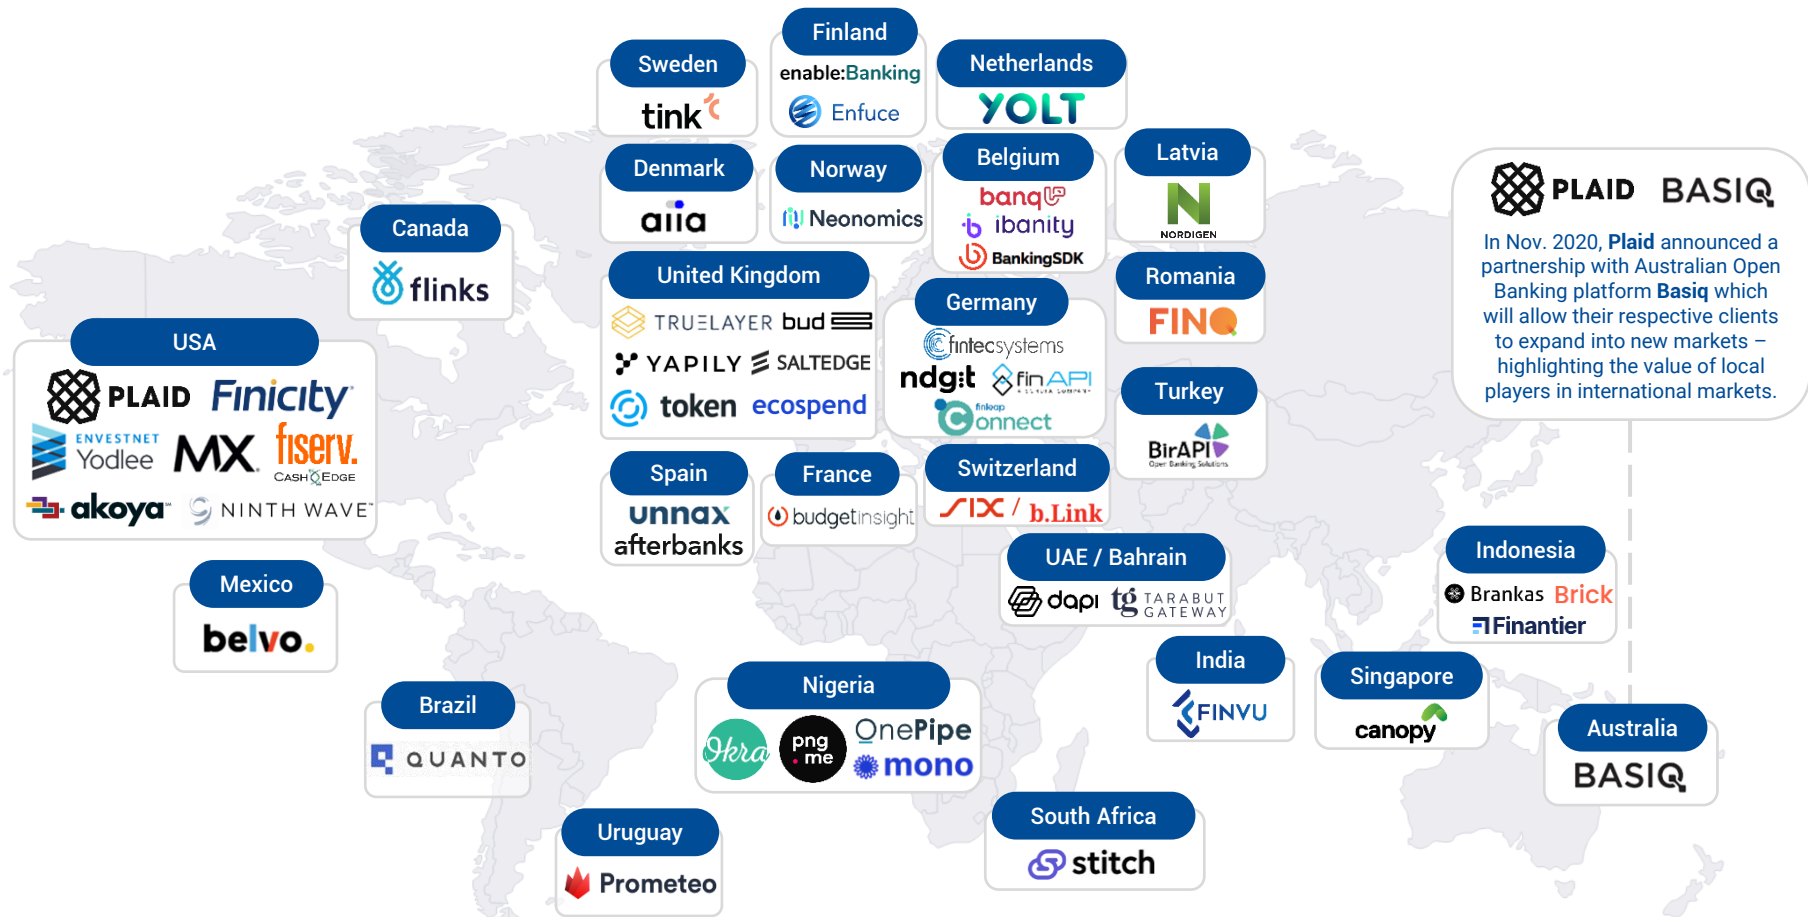 Finland
enable:Banking
Enfuce
Sweden
tink
Netherlands
YOLT
Denmark
aiia
Norway
Neonomics
Belgium
banqUP
ibanity
BankingSDK
Latvia
NORDIGEN
Canada
flinks
United Kingdom
TRUELAYER bud
YAPILY SALTEDGE
token ecospend
Germany
fintecsystems
ndgit finAPI
finleap
Connect
Romania
FINQ
Turkey
BirAPI
Open Banking Solutions
USA
PLAID Finicity
ENVESTNET
Yodlee MX fiserv.
CASHEDGE
akoya NINTH WAVE
Spain
unnax
afterbanks
France
budgetinsight
Switzerland
SIX / b.Link
PLAID BASIQ
In Nov. 2020, Plaid announced a
partnership with Australian Open
Banking platform Basiq which
will allow their respective clients
to expand into new markets –
highlighting the value of local
players in international markets.
Mexico
belvo.
UAE / Bahrain
dapi tg TARABUT
GATEWAY
Indonesia
Brankas Brick
Finantier
India
FINVU
Singapore
canopy
Brazil
QUANTO
Nigeria
Okra png
.me
OnePipe
mono
Australia
BASIQ
Uruguay
Prometeo
South Africa
stitch